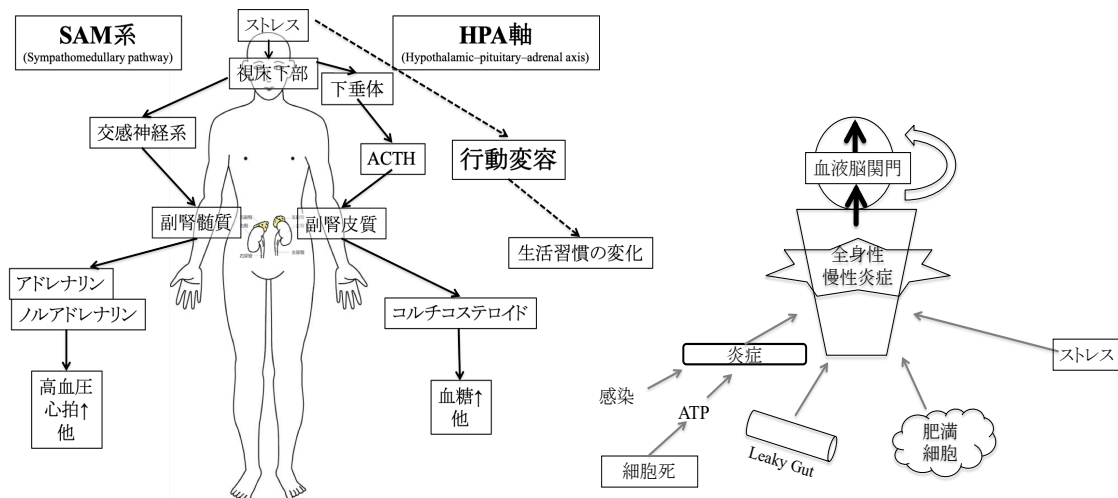 SAM系
(Sympathomedullary pathway)
ストレス
HPA軸
(Hypothalamic–pituitary–adrenal axis)
視床下部
下垂体
交感神経系
ACTH
行動変容
副腎髄質
副腎皮質
生活習慣の変化
アドレナリン
ノルアドレナリン
コルチコステロイド
高血圧
心拍↑
他
血糖↑
他
血液脳関門
全身性
慢性炎症
炎症
ストレス
感染
ATP
細胞死
Leaky Gut
肥満
細胞